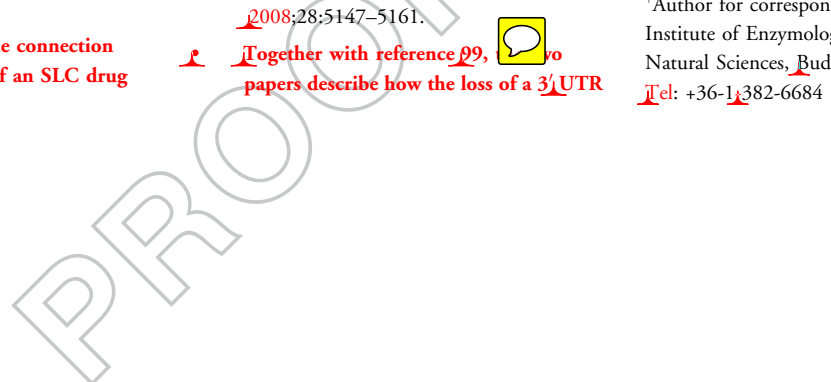 e connection
f an SLC drug
2008;28:5147–5161.
• Together with reference 99,
papers describe how the loss of a 3′UTR
Author for correspon
Institute of Enzymolog
Natural Sciences, Bud
Tel: +36-1-382-6684
PROO